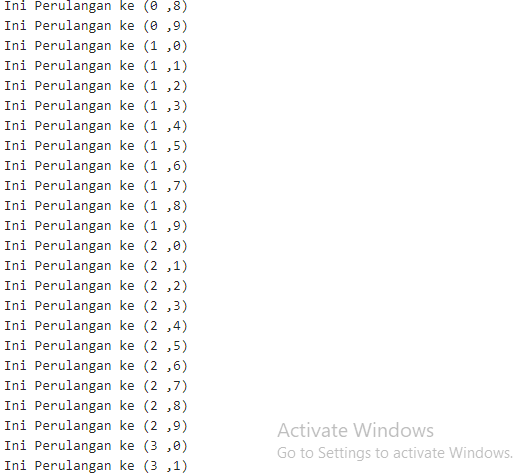 Ini Perulangan ke (0 ,8)
Ini Perulangan ke (0 ,9)
Ini Perulangan ke (1 ,0)
Ini Perulangan ke (1 ,1)
Ini Perulangan ke (1 ,2)
Ini Perulangan ke (1 ,3)
Ini Perulangan ke (1 ,4)
Ini Perulangan ke (1 ,5)
Ini Perulangan ke (1 ,6)
Ini Perulangan ke (1 ,7)
Ini Perulangan ke (1 ,8)
Ini Perulangan ke (1 ,9)
Ini Perulangan ke (2 ,0)
Ini Perulangan ke (2 ,1)
Ini Perulangan ke (2 ,2)
Ini Perulangan ke (2 ,3)
Ini Perulangan ke (2 ,4)
Ini Perulangan ke (2 ,5)
Ini Perulangan ke (2 ,6)
Ini Perulangan ke (2 ,7)
Ini Perulangan ke (2 ,8)
Ini Perulangan ke (2 ,9)
Ini Perulangan ke (3 ,0)
Ini Perulangan ke (3 ,1)
Activate Windows
Go to Settings to activate Windows.